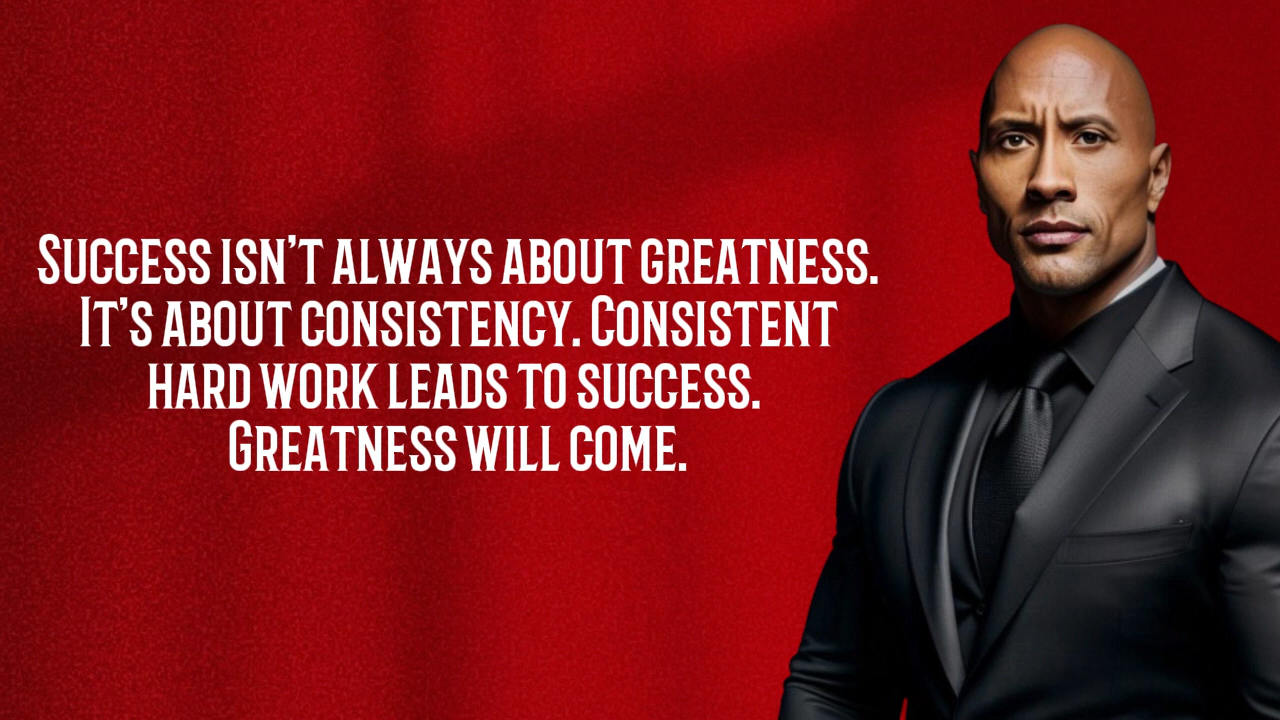 Success isn't always about greatness.
It's about consistency. Consistent
hard work leads to success.
Greatness will come.